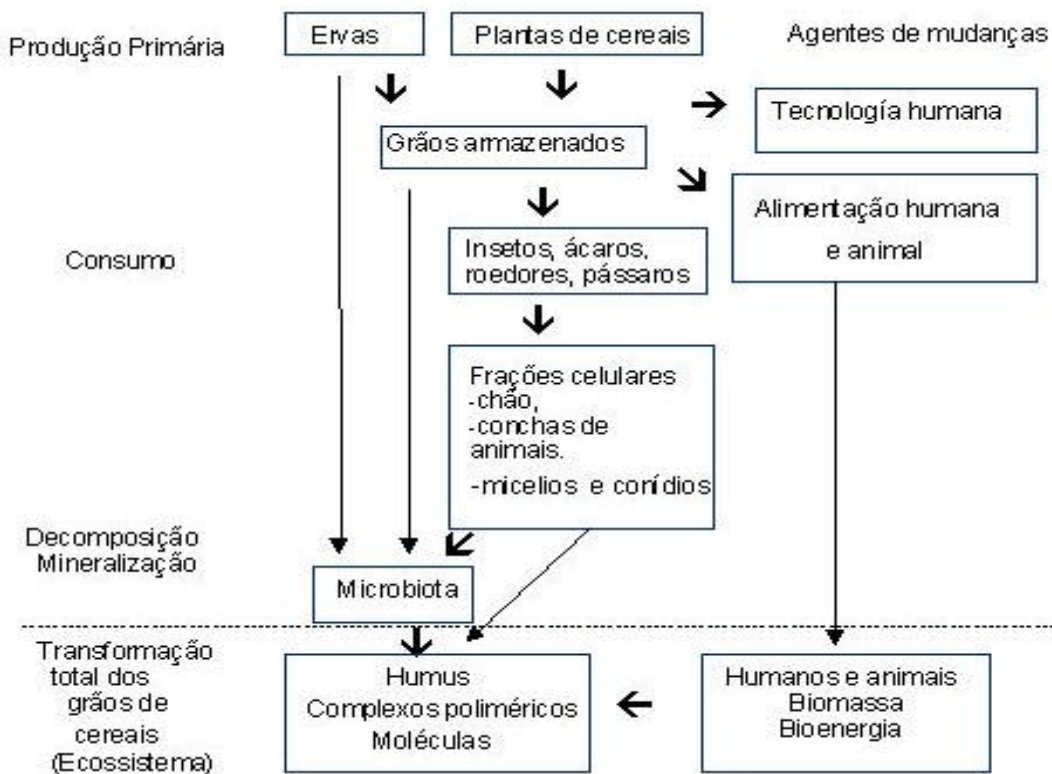 Produção Primária
Ervas
Plantas de cereais
Agentes de mudanças
Tecnología humana
Grãos armazenados
Alimentação humana
e animal
Consumo
Insetos, ácaros,
roedores, pássaros
Frações celulares
-chão,
-conchas de
animais.
-micelios e conídios
Decomposição
Mineralização
Microbiota
Transformação
total dos
grãos de
cereais
(Ecossistema)
Humus
Complexos poliméricos
Moléculas
Humanos e animais
Biomassa
Bioenergia